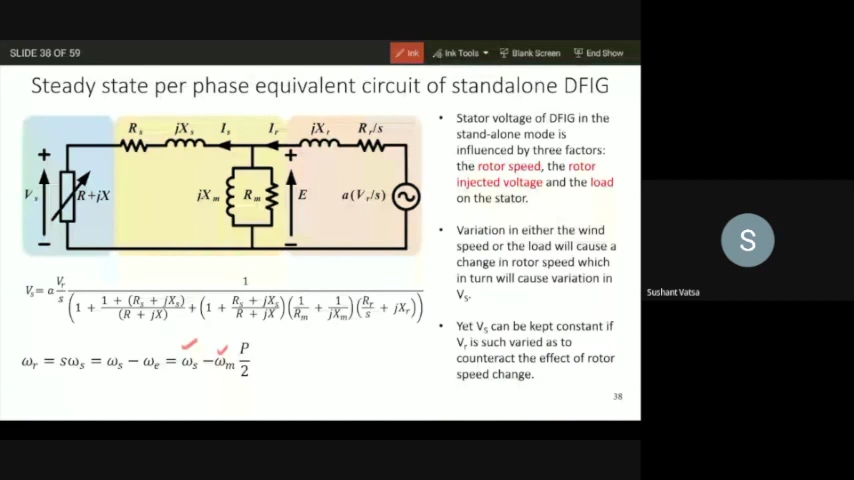 SLIDE 38 OF 59
Ink
Ink Tools
Blank Screen
End Show
Steady state per phase equivalent circuit of standalone DFIG
R_s jX_s I_s I_r jX_r R_r/s
+ +
V_s R+jX jX_m R_m E a(V_r/s)
− −
V_s = a V_r/s 1/(1 + (1 + (R_s + jX_s))/(R + jX) + (1 + (R_s + jX_s)/(R + jX))(1/R_m + 1/jX_m)(R_r/s + jX_r))
ω_r = sω_s = ω_s − ω_e = ω_s − ω_m P/2
• Stator voltage of DFIG in the
stand-alone mode is
influenced by three factors:
the rotor speed, the rotor
injected voltage and the load
on the stator.
• Variation in either the wind
speed or the load will cause a
change in rotor speed which
in turn will cause variation in
V_s.
• Yet V_s can be kept constant if
V_r is such varied as to
counteract the effect of rotor
speed change.
38
S
Sushant Vatsa